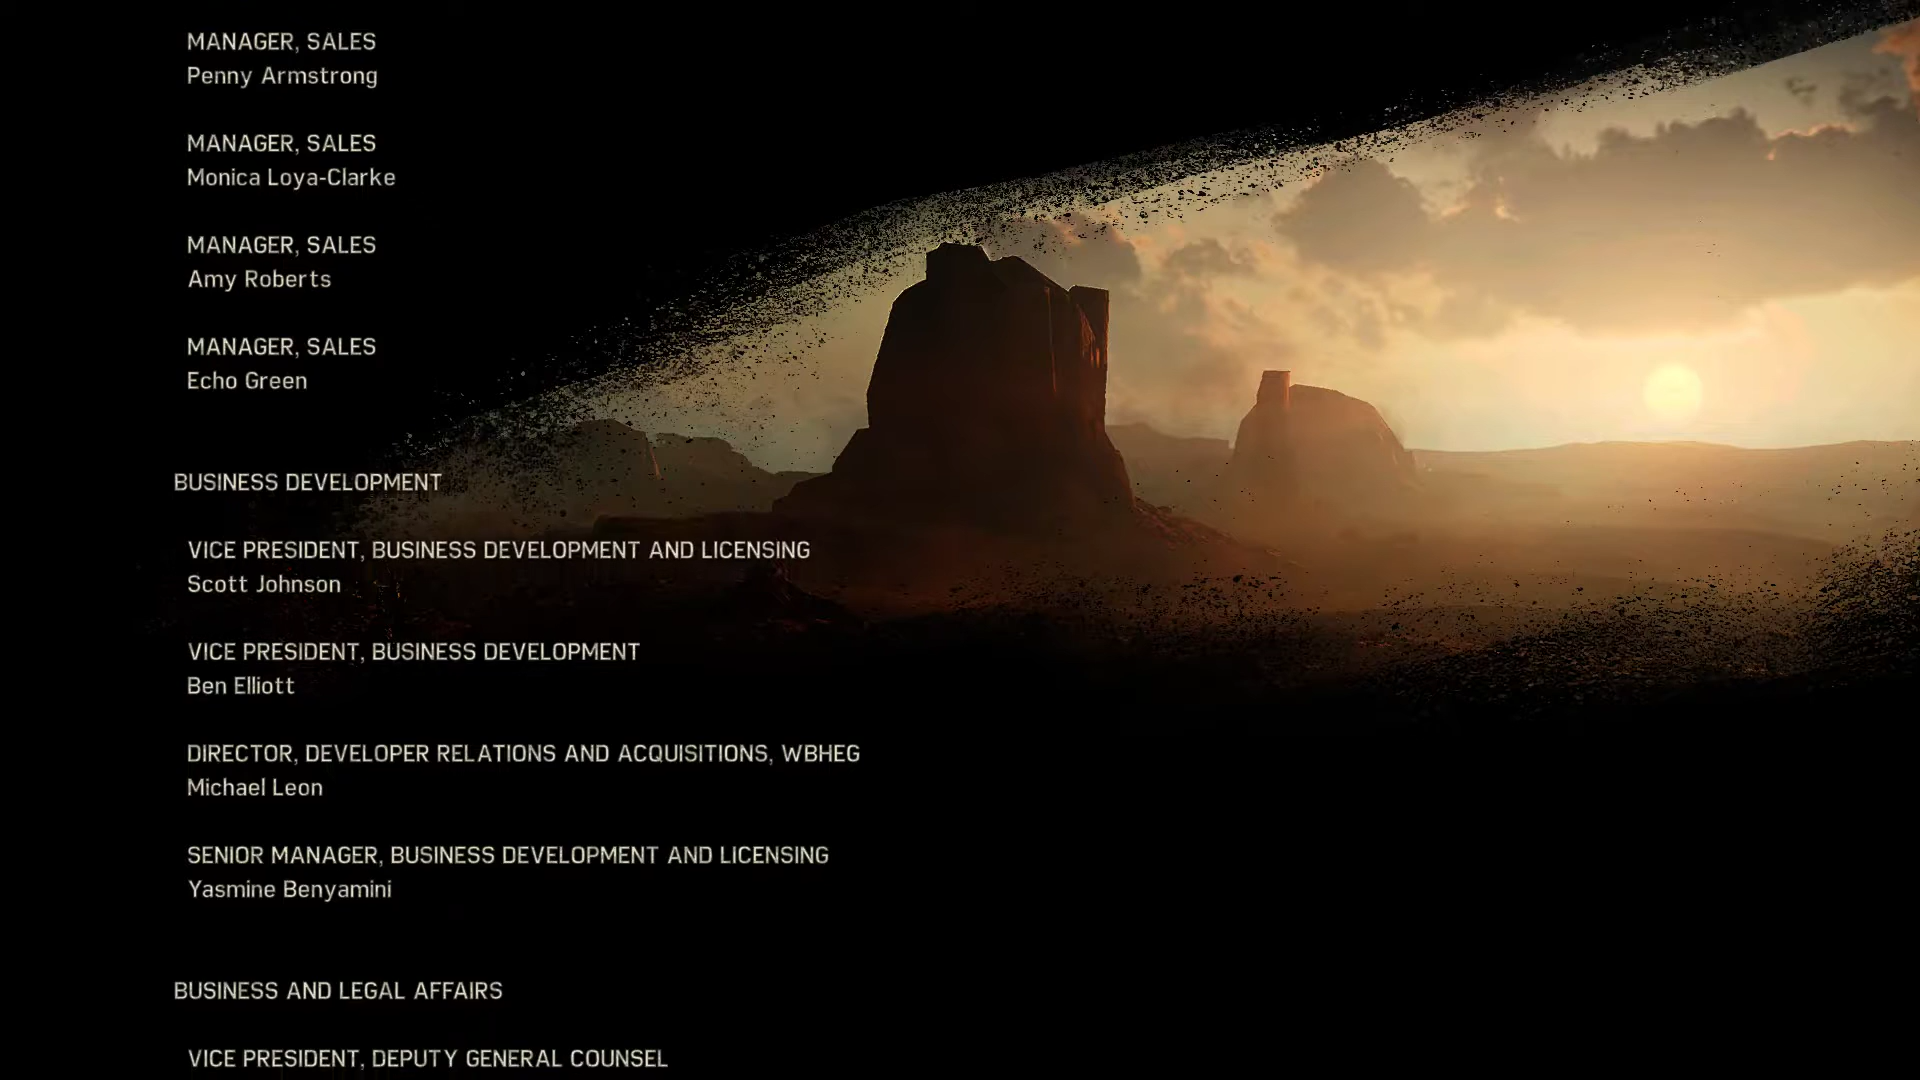 MANAGER, SALES
Penny Armstrong
MANAGER, SALES
Monica Loya-Clarke
MANAGER, SALES
Amy Roberts
MANAGER, SALES
Echo Green
BUSINESS DEVELOPMENT
VICE PRESIDENT, BUSINESS DEVELOPMENT AND LICENSING
Scott Johnson
VICE PRESIDENT, BUSINESS DEVELOPMENT
Ben Elliott
DIRECTOR, DEVELOPER RELATIONS AND ACQUISITIONS, WBHEG
Michael Leon
SENIOR MANAGER, BUSINESS DEVELOPMENT AND LICENSING
Yasmine Benyamini
BUSINESS AND LEGAL AFFAIRS
VICE PRESIDENT, DEPUTY GENERAL COUNSEL